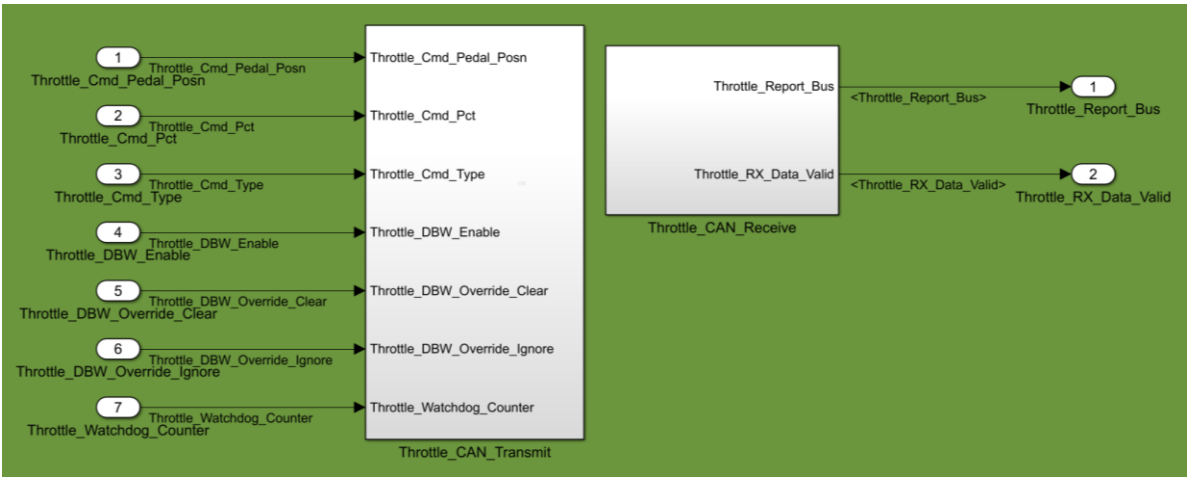 1
Throttle_Cmd_Pedal_Posn
Throttle_Cmd_Pedal_Posn
Throttle_Cmd_Pedal_Posn
2
Throttle_Cmd_Pct
Throttle_Cmd_Pct
Throttle_Cmd_Pct
3
Throttle_Cmd_Type
Throttle_Cmd_Type
Throttle_Cmd_Type
4
Throttle_DBW_Enable
Throttle_DBW_Enable
Throttle_DBW_Enable
5
Throttle_DBW_Override_Clear
Throttle_DBW_Override_Clear
Throttle_DBW_Override_Clear
6
Throttle_DBW_Override_Ignore
Throttle_DBW_Override_Ignore
Throttle_DBW_Override_Ignore
7
Throttle_Watchdog_Counter
Throttle_Watchdog_Counter
Throttle_Watchdog_Counter
Throttle_CAN_Transmit
Throttle_Report_Bus
<Throttle_Report_Bus>
1
Throttle_Report_Bus
Throttle_RX_Data_Valid
<Throttle_RX_Data_Valid>
2
Throttle_RX_Data_Valid
Throttle_CAN_Receive